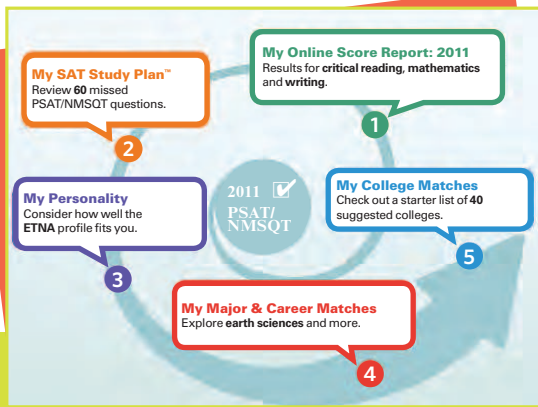 My Online Score Report: 2011
Results for critical reading, mathematics
and writing.
1
My SAT Study Plan™
Review 60 missed
PSAT/NMSQT questions.
2
My Personality
Consider how well the
ETNA profile fits you.
3
2011
PSAT/
NMSQT
My Major & Career Matches
Explore earth sciences and more.
4
My College Matches
Check out a starter list of 40
suggested colleges.
5